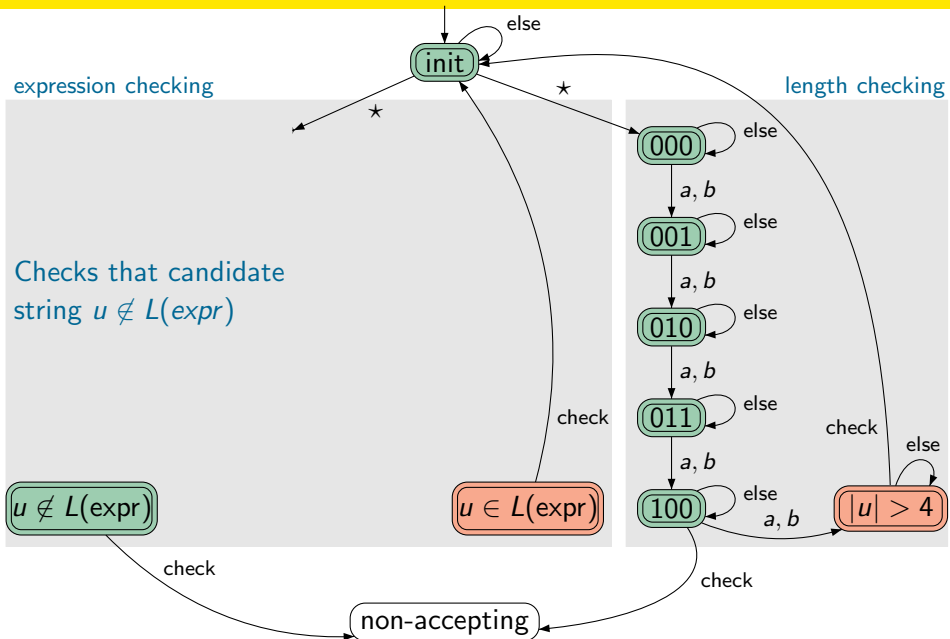 else
init
expression checking
length checking
⋆
⋆
000
else
a, b
001
else
a, b
Checks that candidate
string u ∉ L(expr)
010
else
a, b
011
else
check
check
a, b
else
u ∉ L(expr)
u ∈ L(expr)
100
else
a, b
|u| > 4
check
check
non-accepting